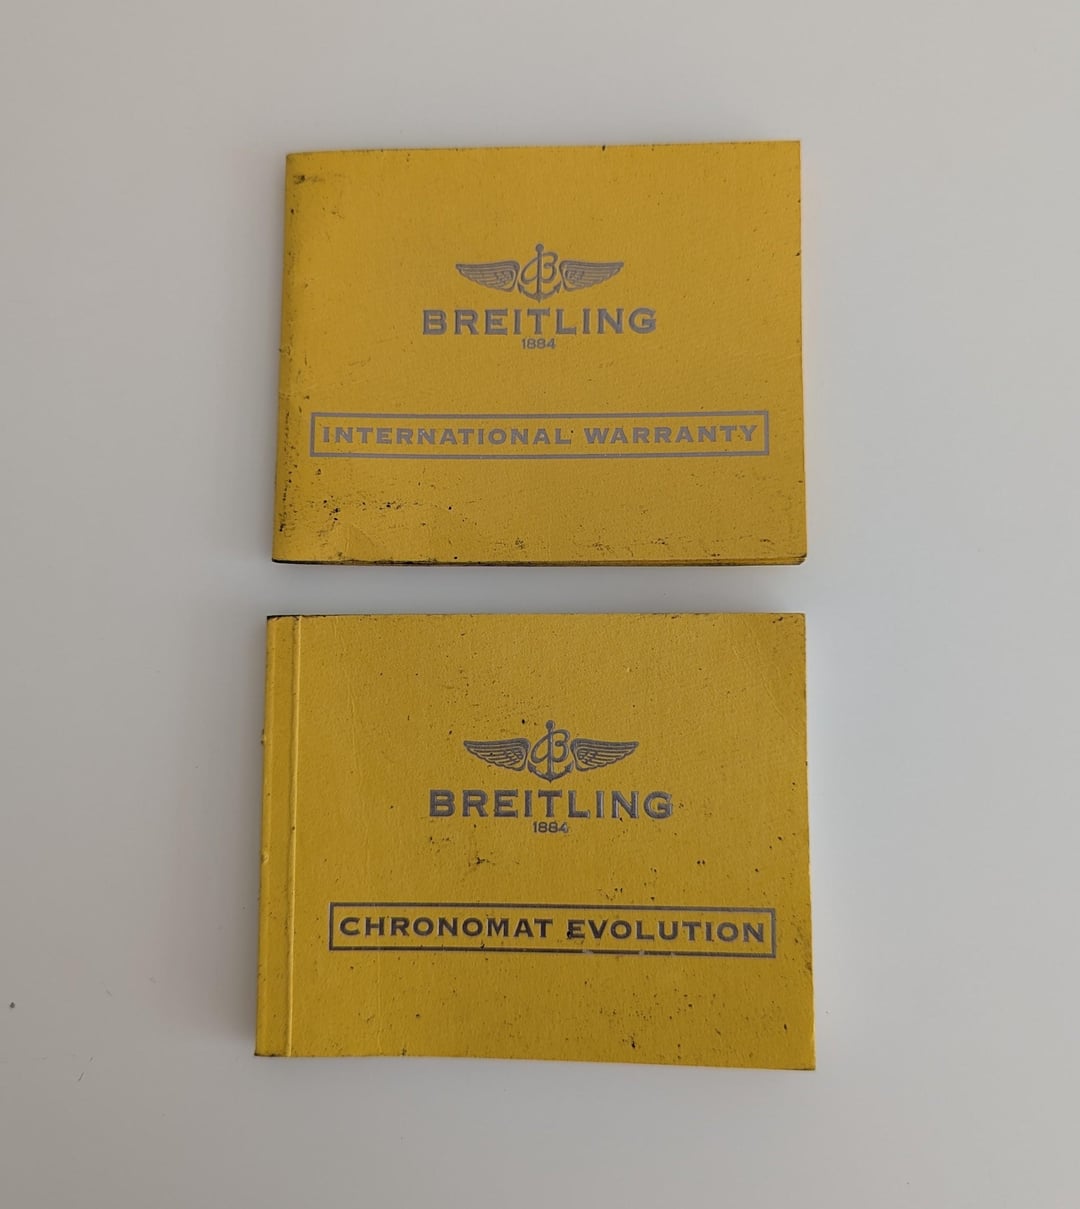 BREITLING
1884
INTERNATIONAL WARRANTY
BREITLING
1884
CHRONOMAT EVOLUTION